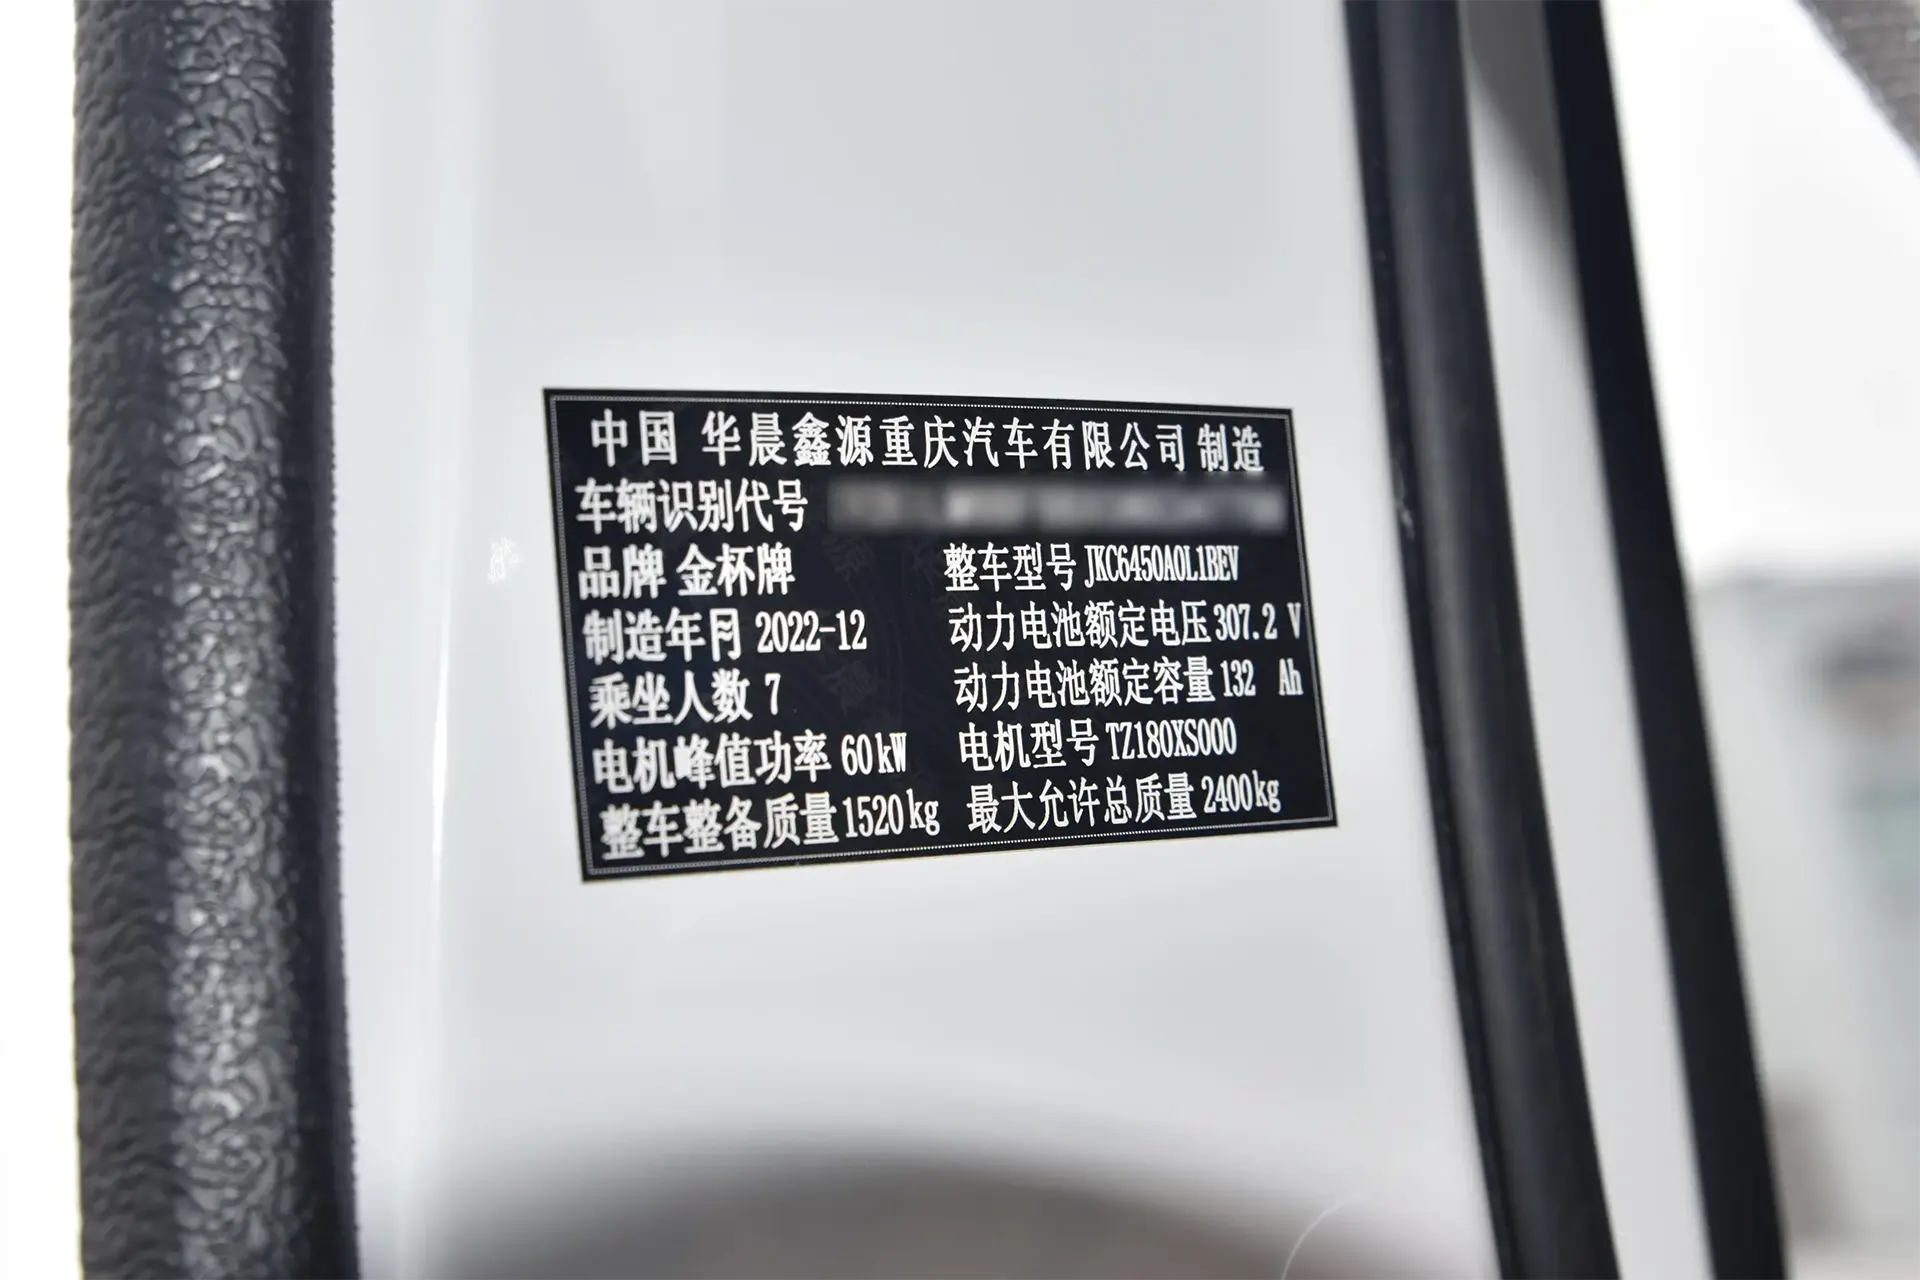 中国 华晨鑫源重庆汽车有限公司 制造
车辆识别代号
品牌 金杯牌 整车型号 JKC6450A0L1BEV
制造年月 2022-12 动力电池额定电压 307.2 V
乘坐人数 7 动力电池额定容量 132 Ah
电机峰值功率 60kW 电机型号 TZ180XS000
整车整备质量 1520kg 最大允许总质量 2400kg